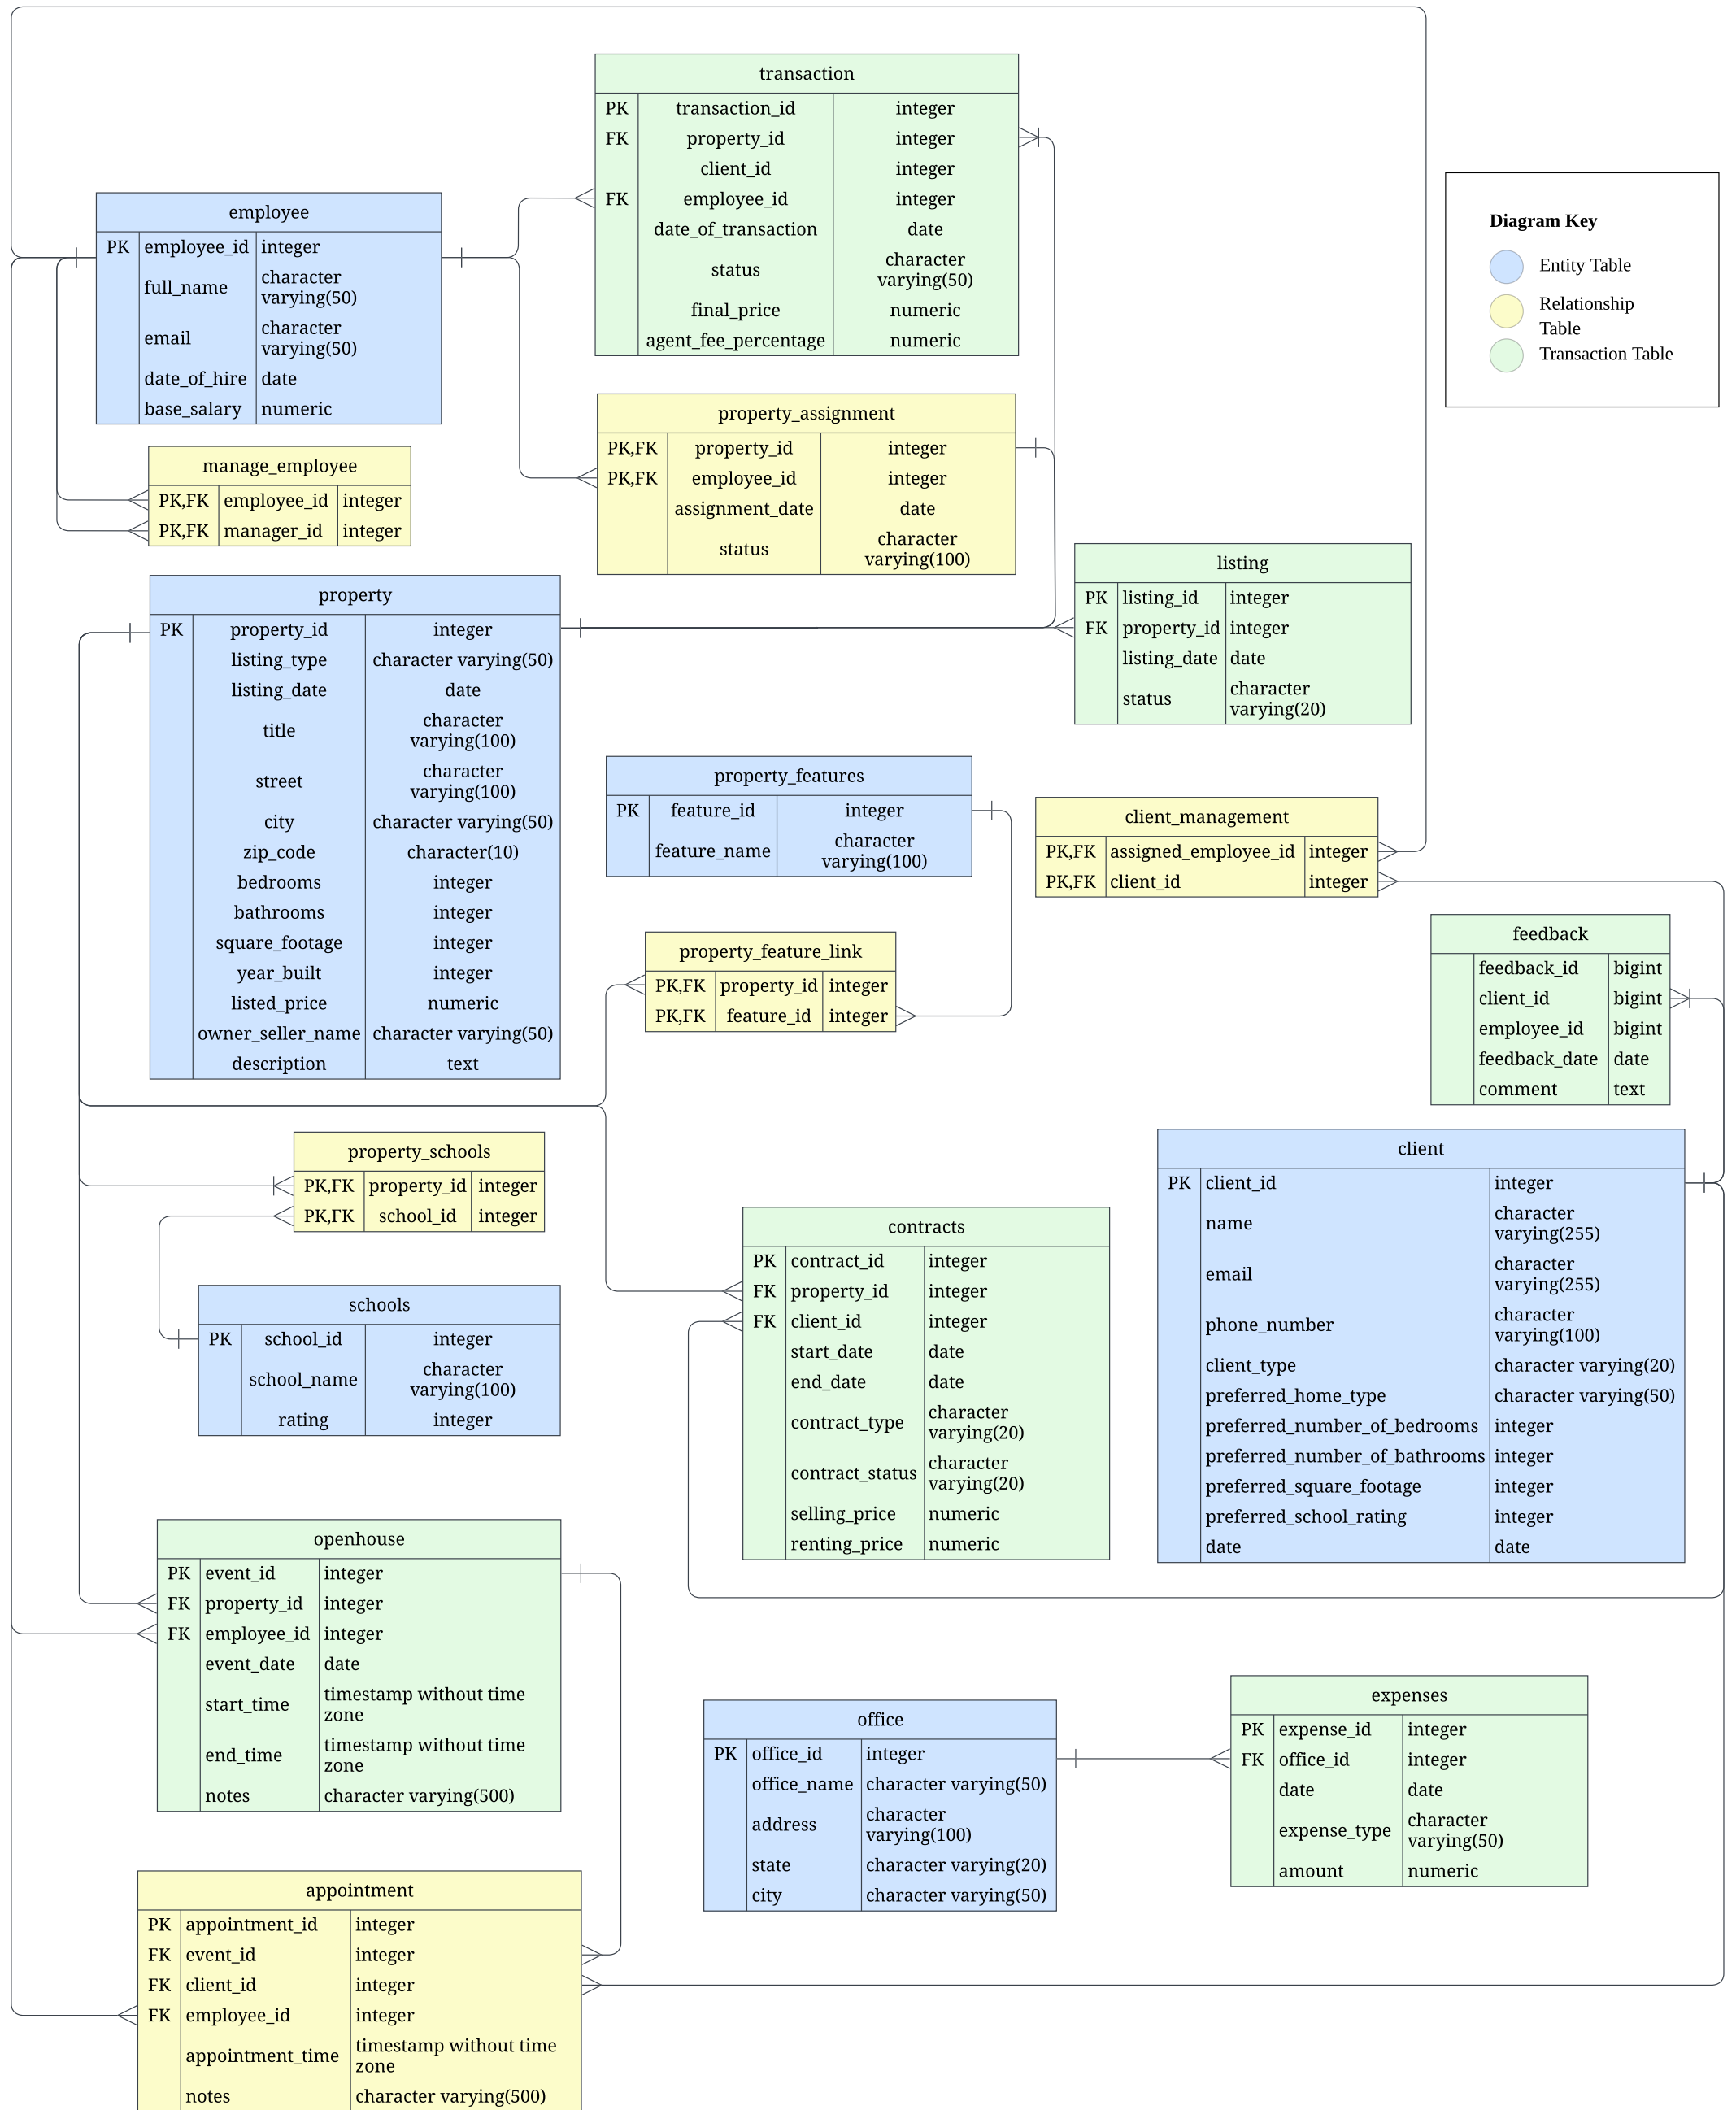 transaction
PK transaction_id integer
FK property_id integer
client_id integer
FK employee_id integer
date_of_transaction date
status character
varying(50)
final_price numeric
agent_fee_percentage numeric
Diagram Key
Entity Table
Relationship
Table
Transaction Table
employee
PK employee_id integer
full_name character
varying(50)
email character
varying(50)
date_of_hire date
base_salary numeric
property_assignment
PK,FK property_id integer
PK,FK employee_id integer
assignment_date date
status character
varying(100)
manage_employee
PK,FK employee_id integer
PK,FK manager_id integer
listing
PK listing_id integer
FK property_id integer
listing_date date
status character
varying(20)
property
PK property_id integer
listing_type character varying(50)
listing_date date
title character
varying(100)
street character
varying(100)
city character varying(50)
zip_code character(10)
bedrooms integer
bathrooms integer
square_footage integer
year_built integer
listed_price numeric
owner_seller_name character varying(50)
description text
property_features
PK feature_id integer
feature_name character
varying(100)
client_management
PK,FK assigned_employee_id integer
PK,FK client_id integer
property_feature_link
PK,FK property_id integer
PK,FK feature_id integer
feedback
feedback_id bigint
client_id bigint
employee_id bigint
feedback_date date
comment text
property_schools
PK,FK property_id integer
PK,FK school_id integer
client
PK client_id integer
name character
varying(255)
email character
varying(255)
phone_number character
varying(100)
client_type character varying(20)
preferred_home_type character varying(50)
preferred_number_of_bedrooms integer
preferred_number_of_bathrooms integer
preferred_square_footage integer
preferred_school_rating integer
date date
contracts
PK contract_id integer
FK property_id integer
FK client_id integer
start_date date
end_date date
contract_type character
varying(20)
contract_status character
varying(20)
selling_price numeric
renting_price numeric
schools
PK school_id integer
school_name character
varying(100)
rating integer
openhouse
PK event_id integer
FK property_id integer
FK employee_id integer
event_date date
start_time timestamp without time
zone
end_time timestamp without time
zone
notes character varying(500)
office
PK office_id integer
office_name character varying(50)
address character
varying(100)
state character varying(20)
city character varying(50)
expenses
PK expense_id integer
FK office_id integer
date date
expense_type character
varying(50)
amount numeric
appointment
PK appointment_id integer
FK event_id integer
FK client_id integer
FK employee_id integer
appointment_time timestamp without time
zone
notes character varying(500)